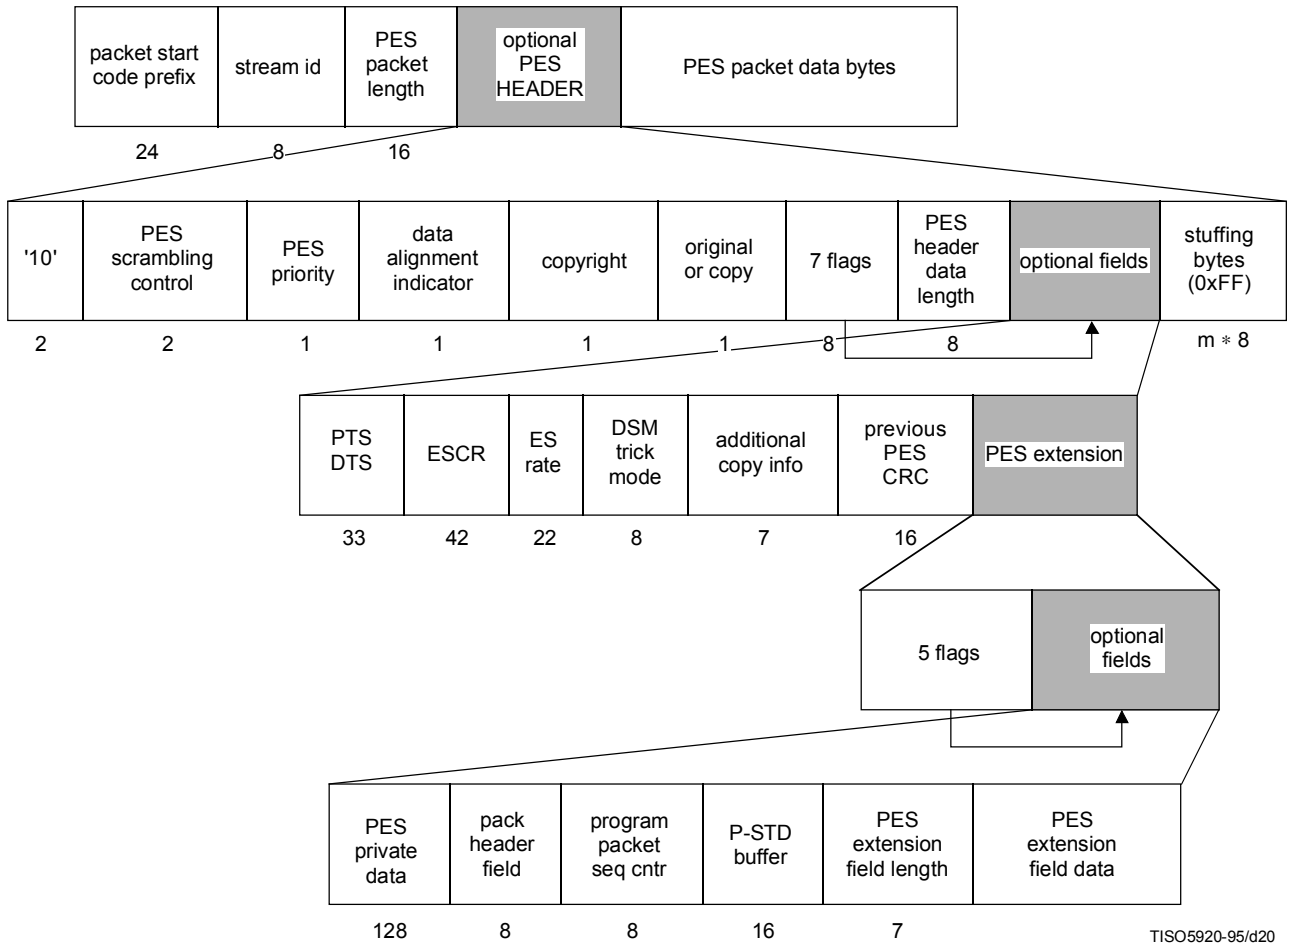 packet start
code prefix
stream id
PES
packet
length
optional
PES
HEADER
PES packet data bytes
24
8
16
'10'
PES
scrambling
control
PES
priority
data
alignment
indicator
copyright
original
or copy
7 flags
PES
header
data
length
optional fields
stuffing
bytes
(0xFF)
2
2
1
1
1
1
8
8
m ∗ 8
PTS
DTS
ESCR
ES
rate
DSM
trick
mode
additional
copy info
previous
PES
CRC
PES extension
33
42
22
8
7
16
5 flags
optional
fields
PES
private
data
pack
header
field
program
packet
seq cntr
P-STD
buffer
PES
extension
field length
PES
extension
field data
128
8
8
16
7
TISO5920-95/d20